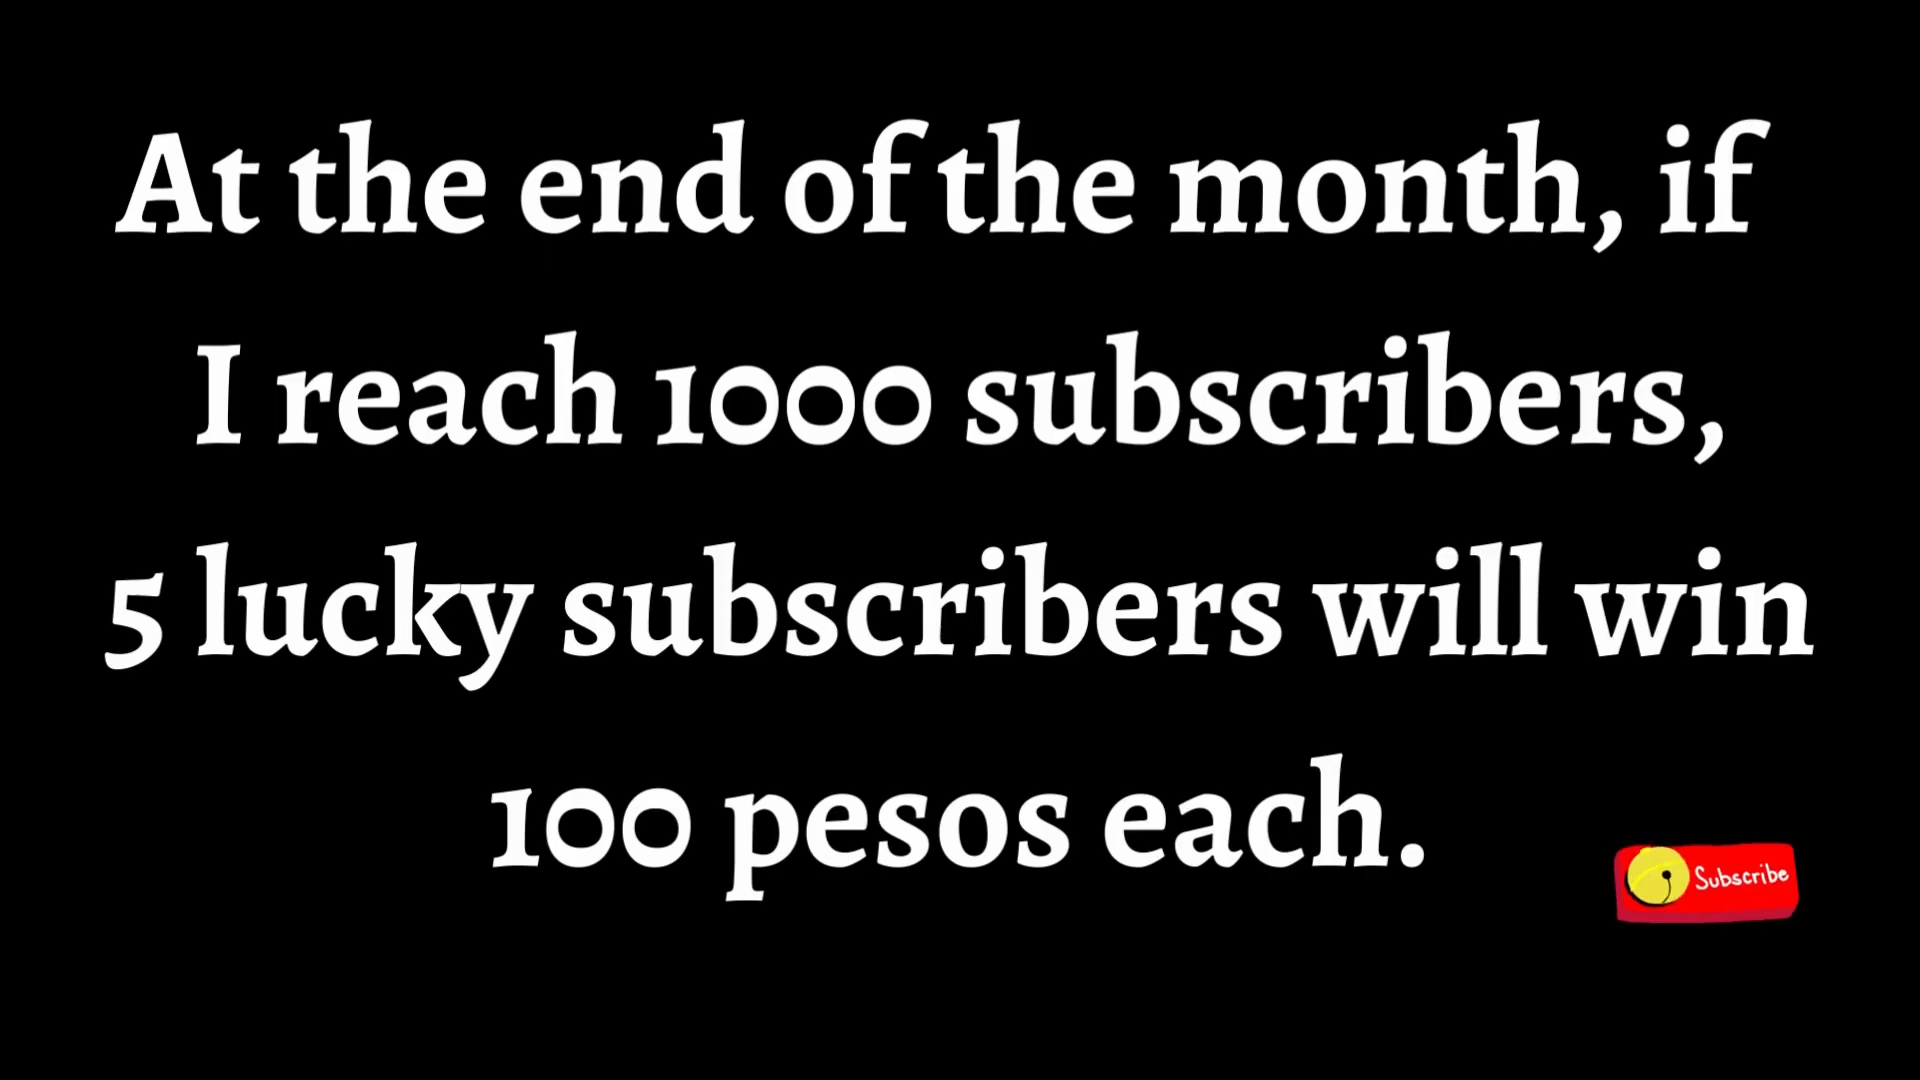 At the end of the month, if
I reach 1000 subscribers,
5 lucky subscribers will win
100 pesos each.
Subscribe